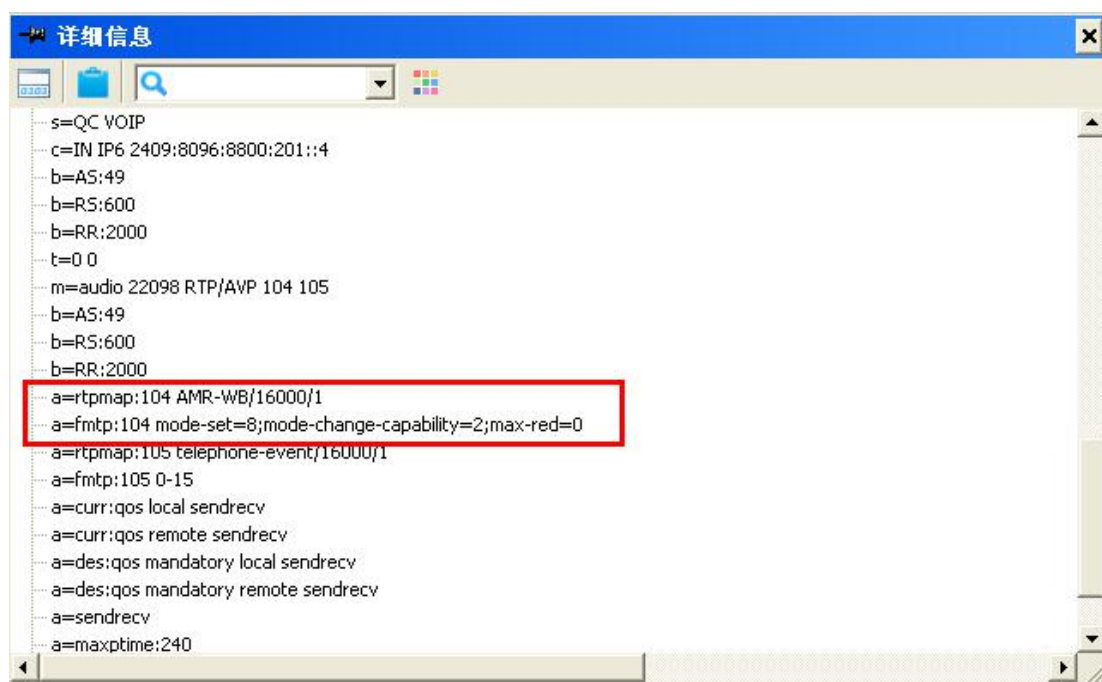 详细信息
s=QC VOIP
c=IN IP6 2409:8096:8800:201::4
b=AS:49
b=RS:600
b=RR:2000
t=0 0
m=audio 22098 RTP/AVP 104 105
b=AS:49
b=RS:600
b=RR:2000
a=rtpmap:104 AMR-WB/16000/1
a=fmtp:104 mode-set=8;mode-change-capability=2;max-red=0
a=rtpmap:105 telephone-event/16000/1
a=fmtp:105 0-15
a=curr:qos local sendrecv
a=curr:qos remote sendrecv
a=des:qos mandatory local sendrecv
a=des:qos mandatory remote sendrecv
a=sendrecv
a=maxptime:240